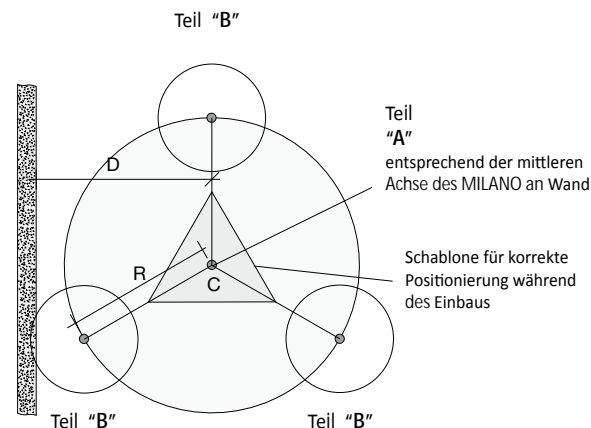 Teil “B”
Teil
“A”
entsprechend der mittleren
Achse des MILANO an Wand
D
Schablone für korrekte
Positionierung während
des Einbaus
R
C
Teil “B”
Teil “B”